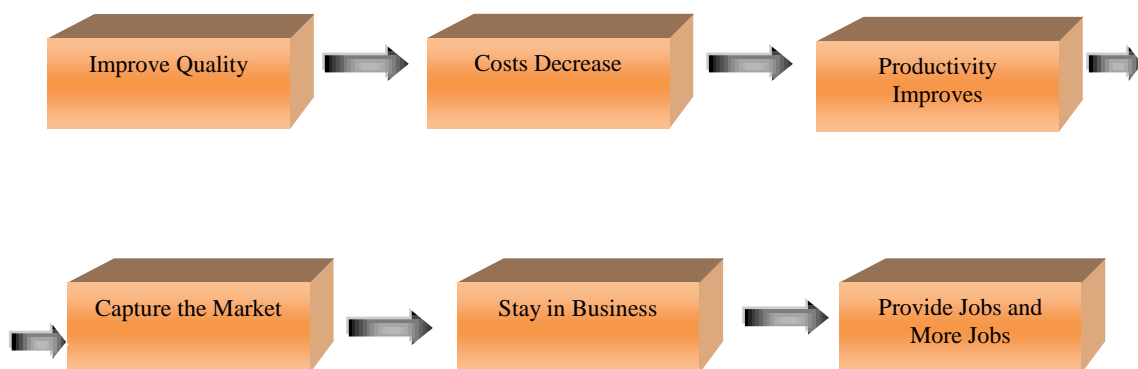 Improve Quality
Costs Decrease
Productivity
Improves
Capture the Market
Stay in Business
Provide Jobs and
More Jobs